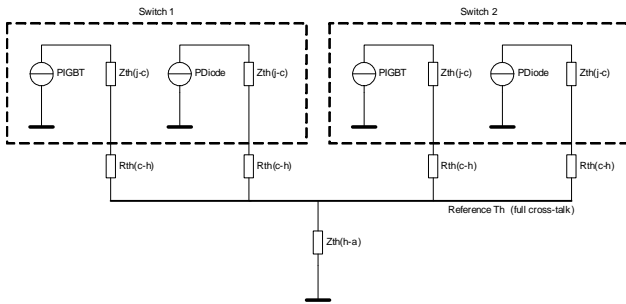 Switch 1
Switch 2
PIGBT
Zth(j-c)
PDiode
Zth(j-c)
PIGBT
Zth(j-c)
PDiode
Zth(j-c)
Rth(c-h)
Rth(c-h)
Rth(c-h)
Rth(c-h)
Reference Th (full cross-talk)
Zth(h-a)